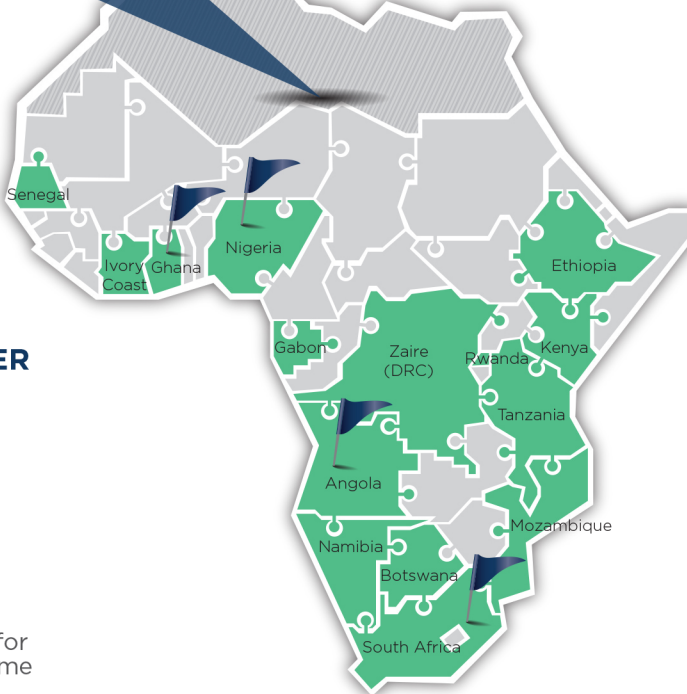 Senegal
Ivory
Coast
Ghana
Nigeria
Ethiopia
Gabon
Zaire
(DRC)
Rwanda
Kenya
Tanzania
Angola
Mozambique
Namibia
Botswana
South Africa
ER
for
me